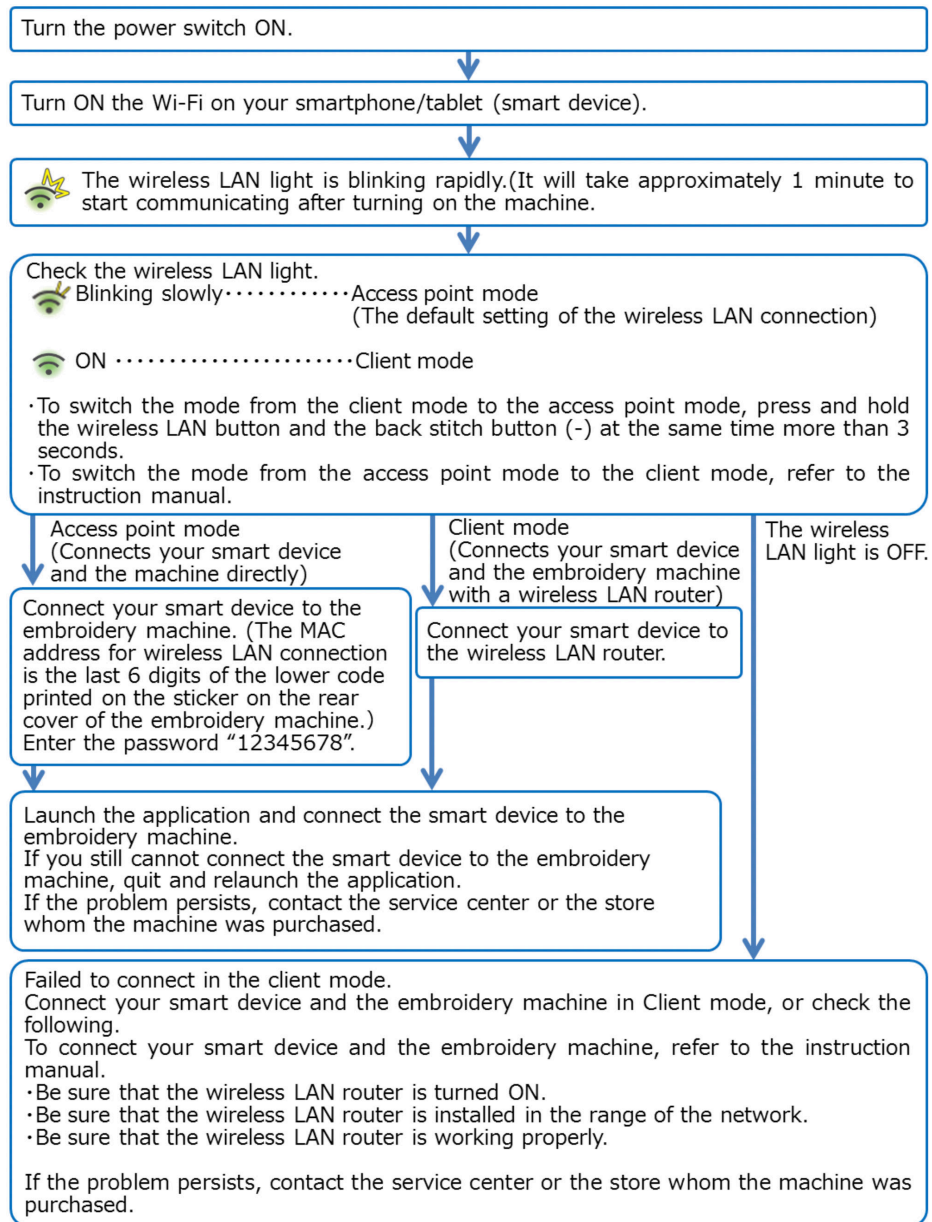 Turn the power switch ON.
Turn ON the Wi-Fi on your smartphone/tablet (smart device).
The wireless LAN light is blinking rapidly.(It will take approximately 1 minute to
start communicating after turning on the machine.
Check the wireless LAN light.
Blinking slowly············Access point mode
(The default setting of the wireless LAN connection)
ON ·······················Client mode
·To switch the mode from the client mode to the access point mode, press and hold
the wireless LAN button and the back stitch button (-) at the same time more than 3
seconds.
·To switch the mode from the access point mode to the client mode, refer to the
instruction manual.
Access point mode
(Connects your smart device
and the machine directly)
Connect your smart device to the
embroidery machine. (The MAC
address for wireless LAN connection
is the last 6 digits of the lower code
printed on the sticker on the rear
cover of the embroidery machine.)
Enter the password “12345678”.
Client mode
(Connects your smart device
and the embroidery machine
with a wireless LAN router)
Connect your smart device to
the wireless LAN router.
The wireless
LAN light is OFF.
Launch the application and connect the smart device to the
embroidery machine.
If you still cannot connect the smart device to the embroidery
machine, quit and relaunch the application.
If the problem persists, contact the service center or the store
whom the machine was purchased.
Failed to connect in the client mode.
Connect your smart device and the embroidery machine in Client mode, or check the
following.
To connect your smart device and the embroidery machine, refer to the instruction
manual.
·Be sure that the wireless LAN router is turned ON.
·Be sure that the wireless LAN router is installed in the range of the network.
·Be sure that the wireless LAN router is working properly.
If the problem persists, contact the service center or the store whom the machine was
purchased.